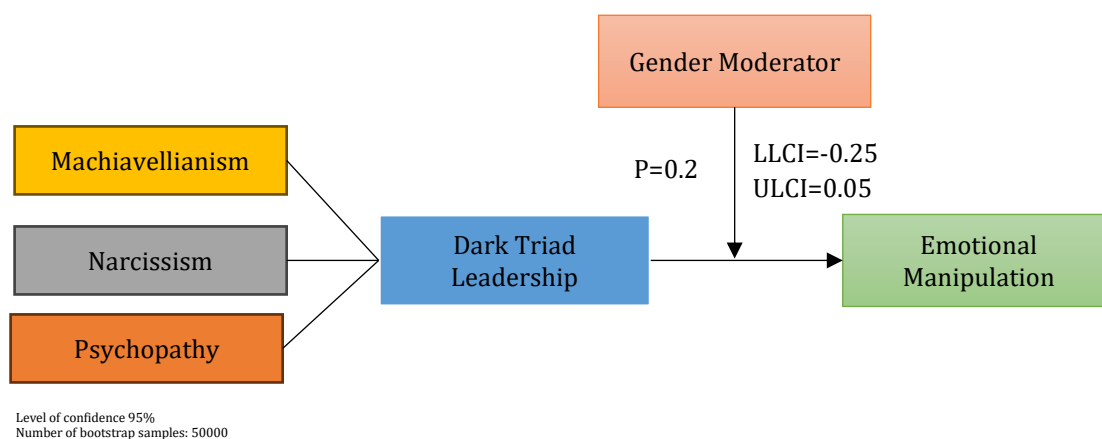 Gender Moderator
Machiavellianism
P=0.2
LLCI=-0.25
ULCI=0.05
Narcissism
Dark Triad
Leadership
Emotional
Manipulation
Psychopathy
Level of confidence 95%
Number of bootstrap samples: 50000